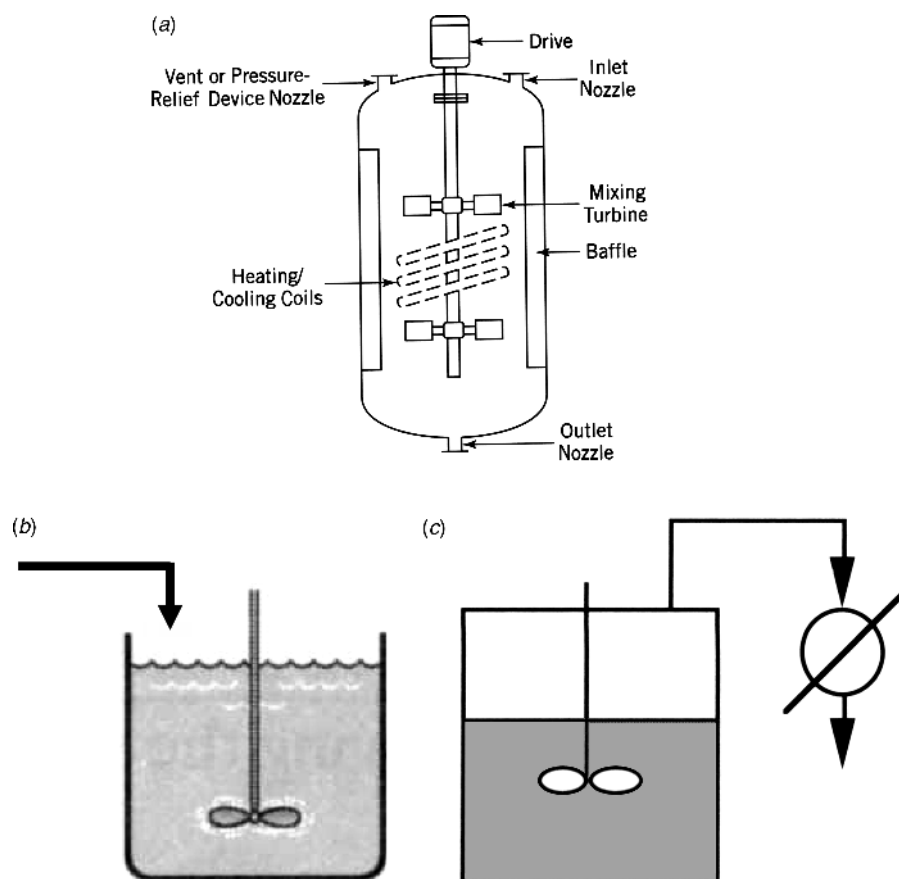 (a)
Drive
Vent or Pressure-
Relief Device Nozzle
Inlet
Nozzle
Mixing
Turbine
Baffle
Heating/
Cooling Coils
Outlet
Nozzle
(b)
(c)